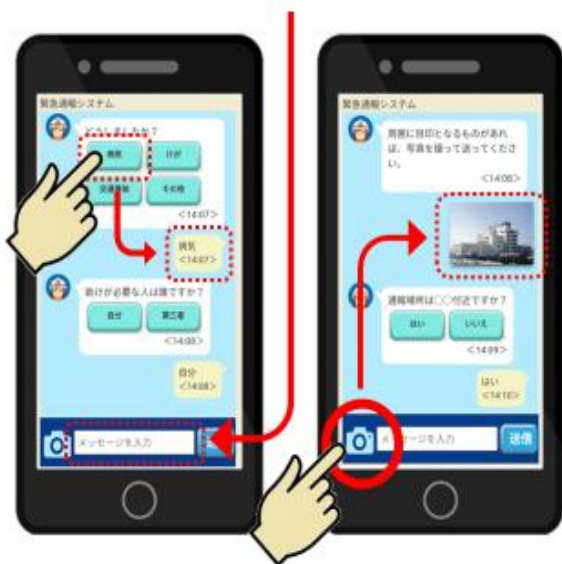 緊急通報システム
どうしましたか?
病気
けが
交通事故
その他
<14:07>
病気
<14:07>
助けが必要な人は誰ですか?
自分
第三者
<14:08>
自分
<14:08>
メッセージを入力
緊急通報システム
周囲に目印となるものがあれ
ば、写真を撮って送ってくださ
い。
<14:08>
通報場所は〇〇付近ですか?
はい
いいえ
<14:09>
はい
<14:10>
メッセージを入力
送信